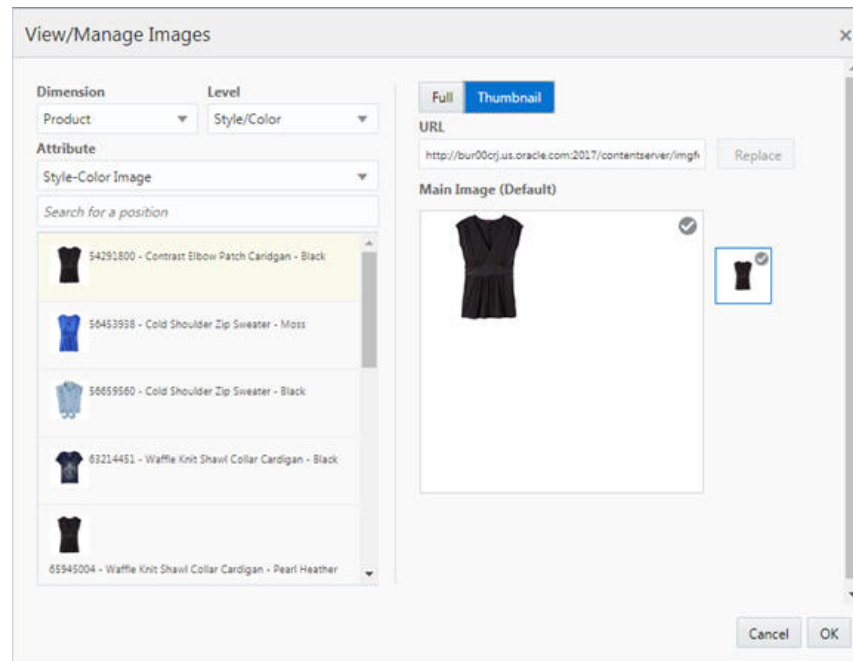 View/Manage Images
Dimension
Level
Product
Style/Color
Attribute
Style-Color Image
Search for a position
54291800 - Contrast Elbow Patch Caridgan - Black
56453938 - Cold Shoulder Zip Sweater - Moss
56659560 - Cold Shoulder Zip Sweater - Black
63214451 - Waffle Knit Shawl Collar Cardigan - Black
65945004 - Waffle Knit Shawl Collar Cardigan - Pearl Heather
Full
Thumbnail
URL
http://bur00crj.us.oracle.com:2017/contentserver/imgf
Replace
Main Image (Default)
Cancel
OK